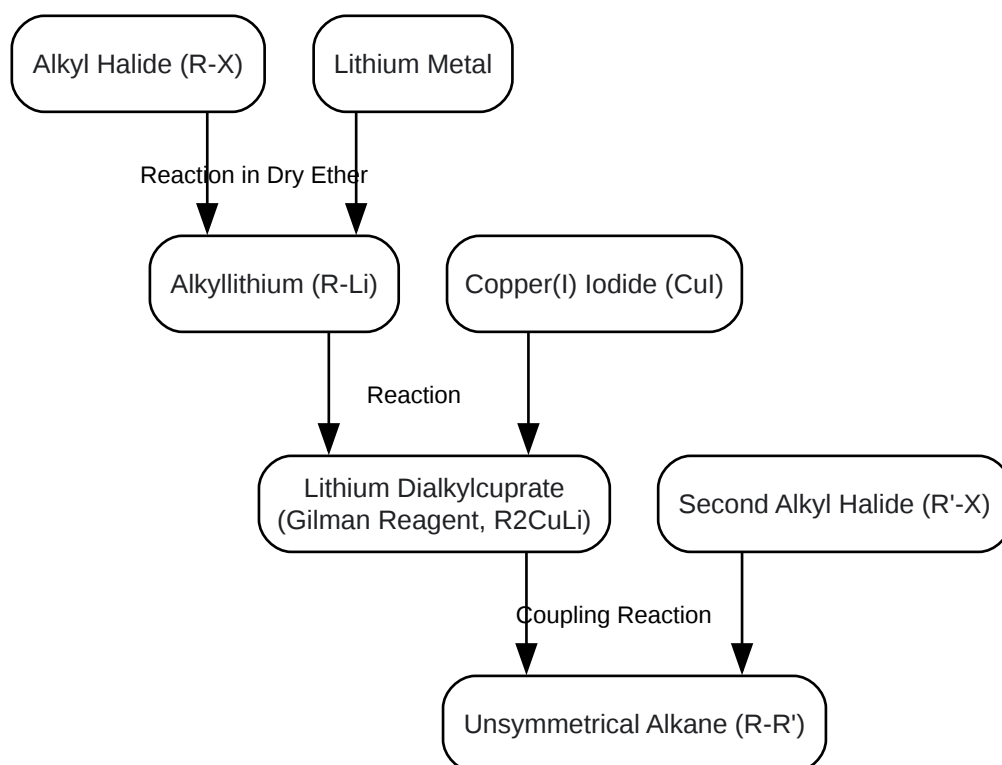 Alkyl Halide (R-X)
Lithium Metal
Reaction in Dry Ether
Alkyllithium (R-Li)
Copper(I) Iodide (CuI)
Reaction
Lithium Dialkylcuprate
(Gilman Reagent, R2CuLi)
Second Alkyl Halide (R'-X)
Coupling Reaction
Unsymmetrical Alkane (R-R')